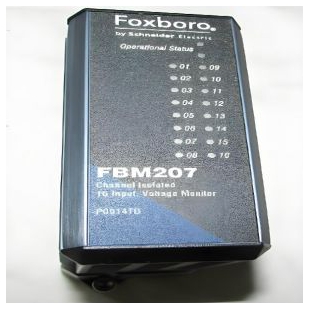 Foxboro®
by Schneider Electric
Operational Status
01 09
02 10
03 11
04 12
05 13
06 14
07 15
08 16
FBM207
Channel Isolated
16 Input, Voltage Monitor
P0914TD